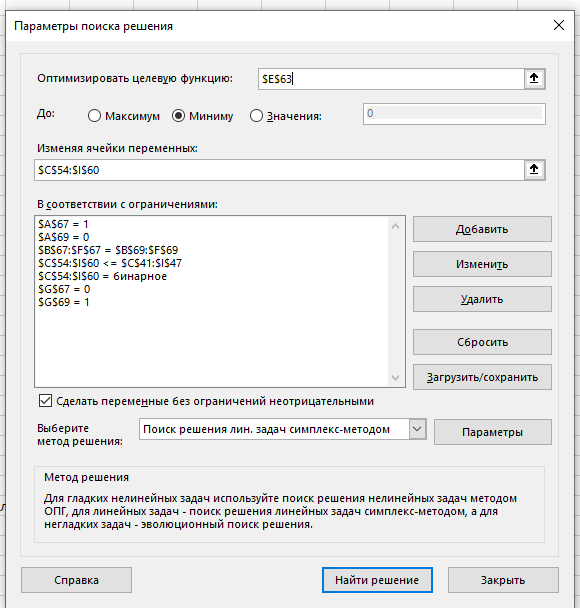 Параметры поиска решения
Оптимизировать целевую функцию:
$E$63
До:
Максимум
Миниму
Значения:
0
Изменяя ячейки переменных:
$C$54:$I$60
В соответствии с ограничениями:
$A$67 = 1
$A$69 = 0
$B$67:$F$67 = $B$69:$F$69
$C$54:$I$60 <= $C$41:$I$47
$C$54:$I$60 = бинарное
$G$67 = 0
$G$69 = 1
Добавить
Изменить
Удалить
Сбросить
Загрузить/сохранить
Сделать переменные без ограничений неотрицательными
Выберите
метод решения:
Поиск решения лин. задач симплекс-методом
Параметры
Метод решения
Для гладких нелинейных задач используйте поиск решения нелинейных задач методом
ОПГ, для линейных задач - поиск решения линейных задач симплекс-методом, а для
негладких задач - эволюционный поиск решения.
Справка
Найти решение
Закрыть